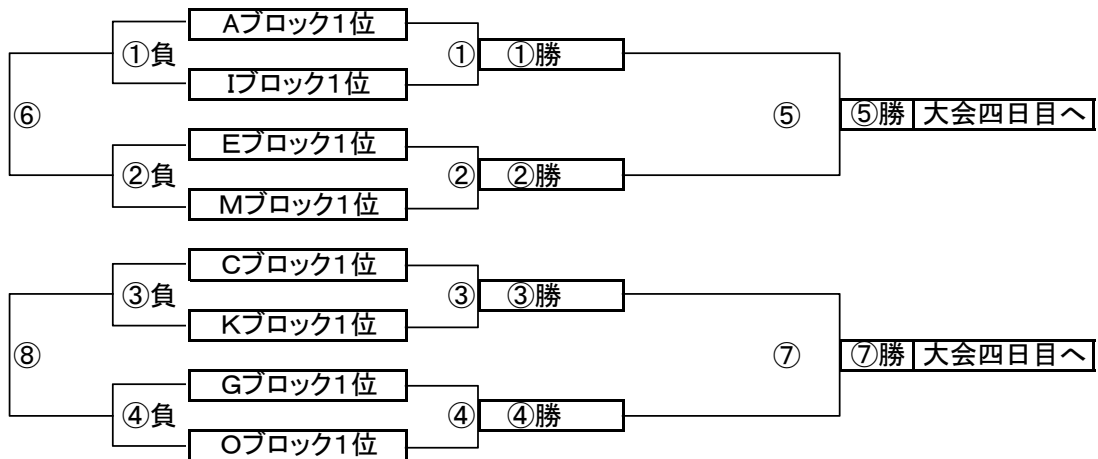 Aブロック1位
①負 ① ①勝
Iブロック1位
⑥ ⑤ ⑤勝 大会四日目へ
Eブロック1位
②負 ② ②勝
Mブロック1位
Cブロック1位
③負 ③ ③勝
Kブロック1位
⑧ ⑦ ⑦勝 大会四日目へ
Gブロック1位
④負 ④ ④勝
Oブロック1位